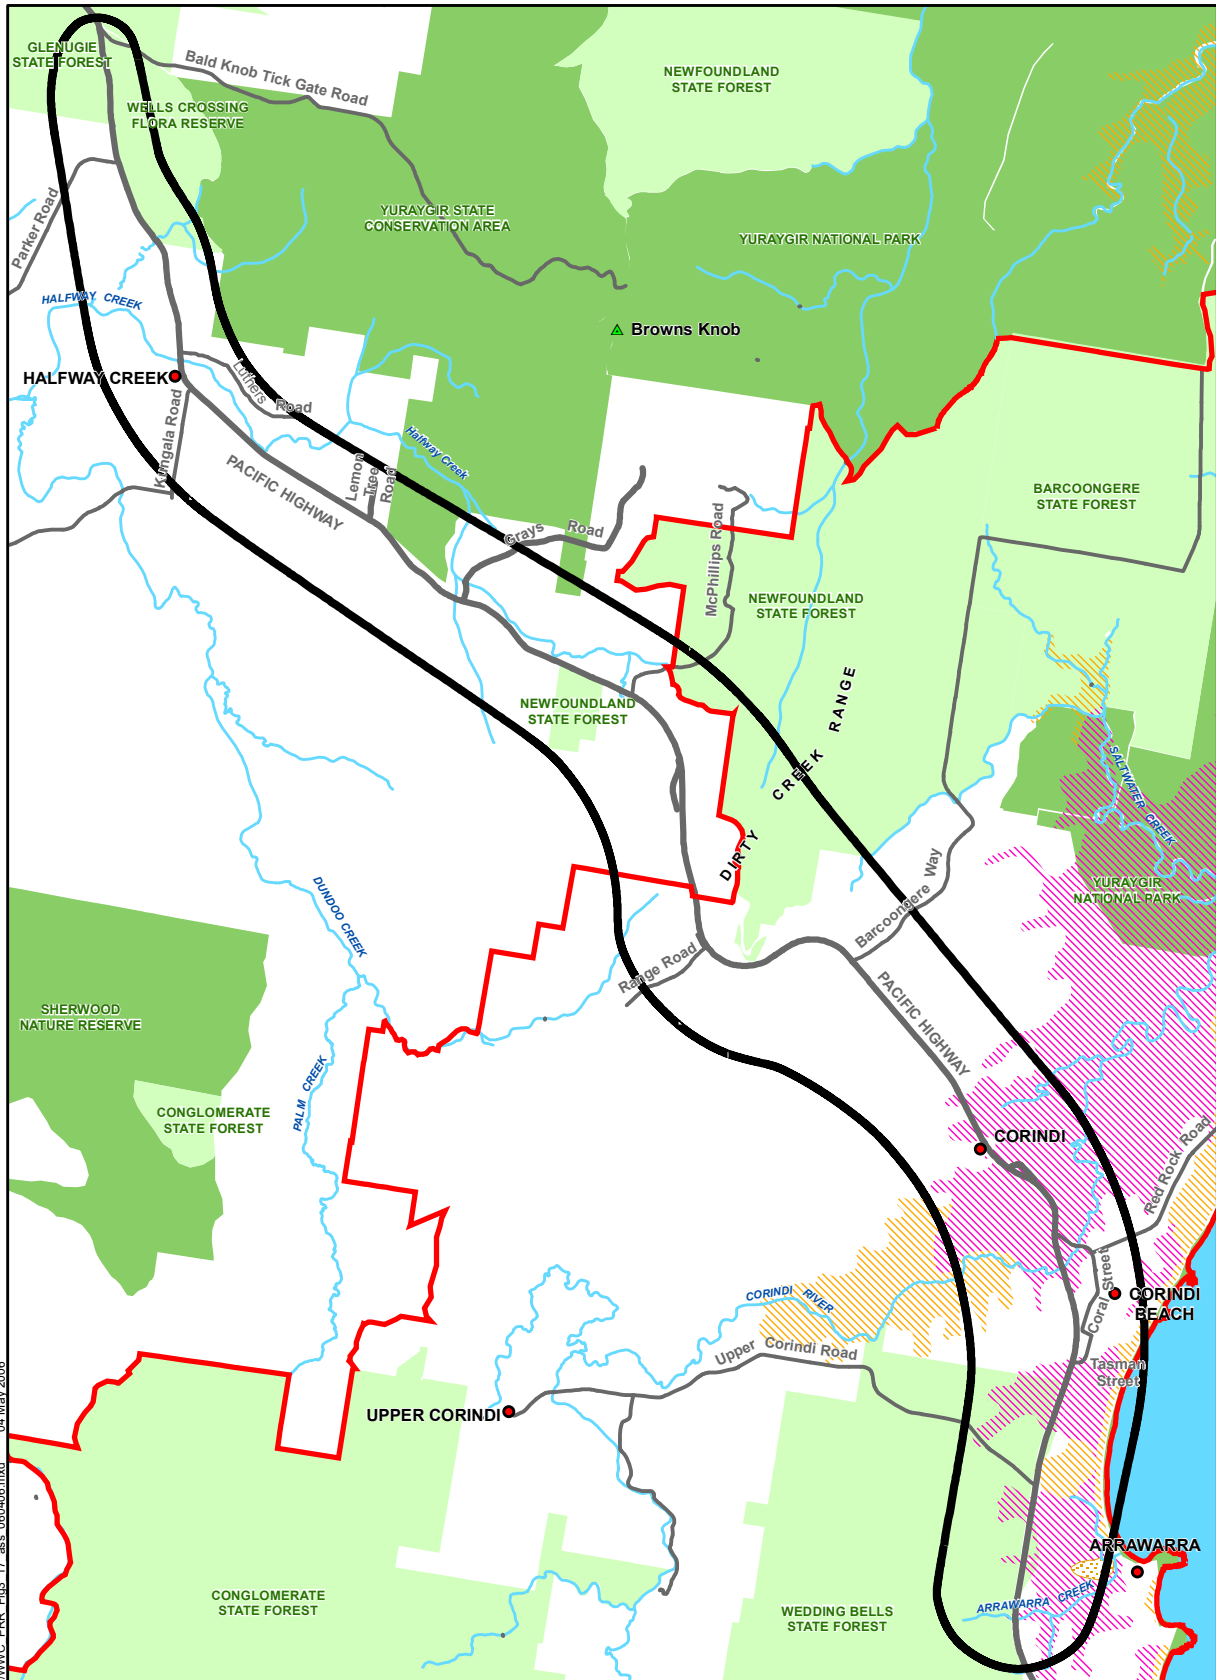 GLENUGIE
STATE FOREST
Bald Knob Tick Gate Road
WELLS CROSSING
FLORA RESERVE
NEWFOUNDLAND
STATE FOREST
Parker Road
YURAYGIR STATE
CONSERVATION AREA
YURAYGIR NATIONAL PARK
HALFWAY CREEK
Browns Knob
HALFWAY CREEK
Luthers
Road
Kungala Road
PACIFIC HIGHWAY
Lemon
Tree
Road
Halfway Creek
Grays Road
McPhillips Road
BARCOONGERE
STATE FOREST
NEWFOUNDLAND
STATE FOREST
NEWFOUNDLAND
STATE FOREST
DIRTY CREEK RANGE
SALTWATER CREEK
DUNDOO CREEK
Barcoongere Way
YURAYGIR
NATIONAL PARK
Range Road
PACIFIC HIGHWAY
SHERWOOD
NATURE RESERVE
PALM CREEK
CONGLOMERATE
STATE FOREST
CORINDI
Red Rock Road
CORINDI RIVER
Coral Street
CORINDI
BEACH
Upper Corindi Road
Tasman
Street
UPPER CORINDI
04 May 2006
ARRAWARRA
ARRAWARRA CREEK
CONGLOMERATE
STATE FOREST
WEDDING BELLS
STATE FOREST